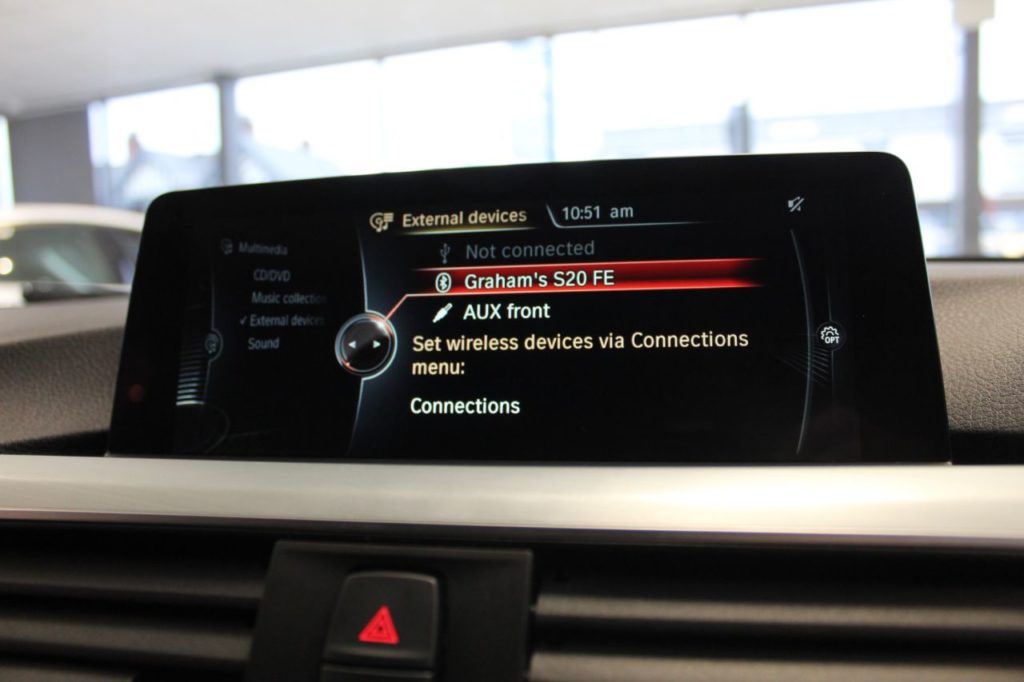 External devices
10:51 am
Multimedia
CD/DVD
Music collection
External devices
Sound
Not connected
Graham's S20 FE
AUX front
Set wireless devices via Connections
menu:
Connections
OPT